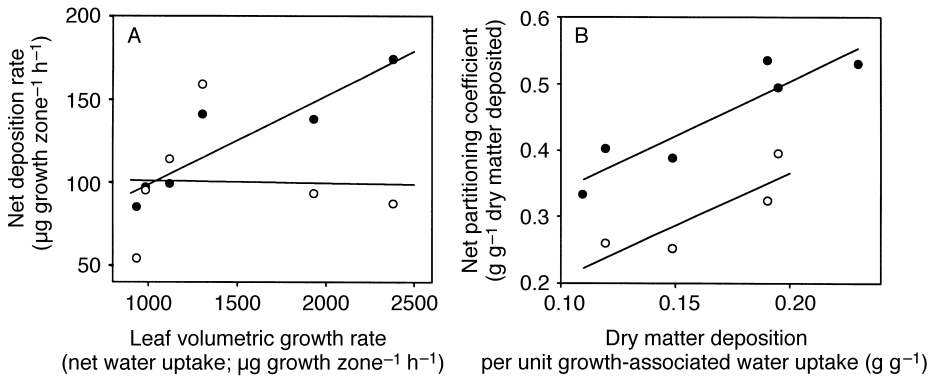 A
200
150
100
50
1000
1500
2000
2500
Net deposition rate
(µg growth zone⁻¹ h⁻¹)
Leaf volumetric growth rate
(net water uptake; µg growth zone⁻¹ h⁻¹)
B
0.6
0.5
0.4
0.3
0.2
0.10
0.15
0.20
Net partitioning coefficient
(g g⁻¹ dry matter deposited)
Dry matter deposition
per unit growth-associated water uptake (g g⁻¹)